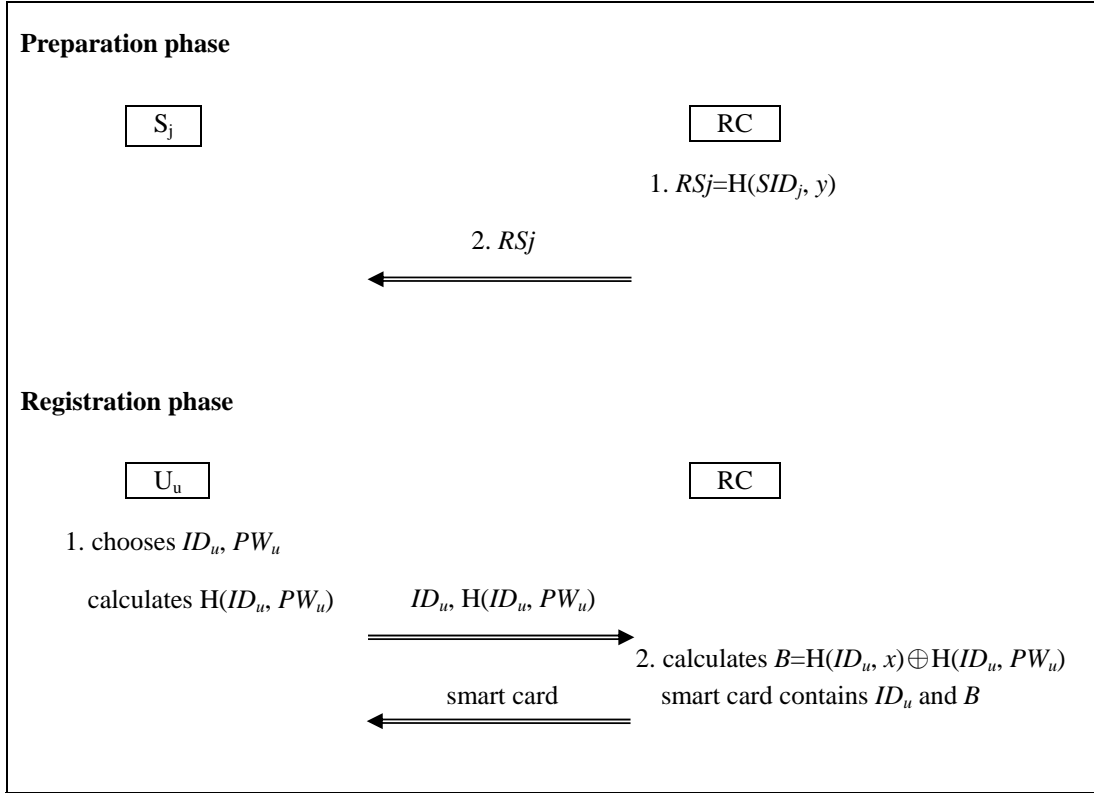 Preparation phase
S_j RC
1. RSj=H(SID_j, y)
2. RSj
Registration phase
U_u RC
1. chooses ID_u, PW_u
calculates H(ID_u, PW_u) ID_u, H(ID_u, PW_u)
2. calculates B=H(ID_u, x)⊕H(ID_u, PW_u)
smart card smart card contains ID_u and B